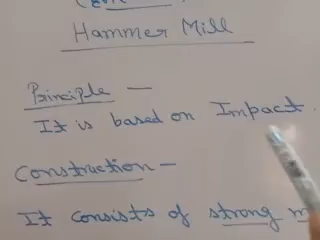 Hammer Mill
Principle —
It is based on Impact.
Construction —
It consists of strong